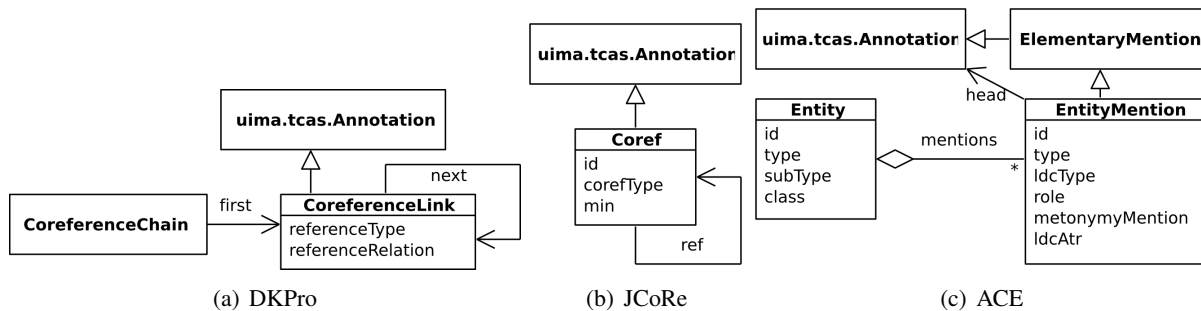 uima.tcas.Annotation
CoreferenceChain
first
CoreferenceLink
referenceType
referenceRelation
next
(a) DKPro
uima.tcas.Annotation
Coref
id
corefType
min
ref
(b) JCoRe
uima.tcas.Annotation
ElementaryMention
head
Entity
id
type
subType
class
mentions
*
EntityMention
id
type
ldcType
role
metonymyMention
ldcAtr
(c) ACE